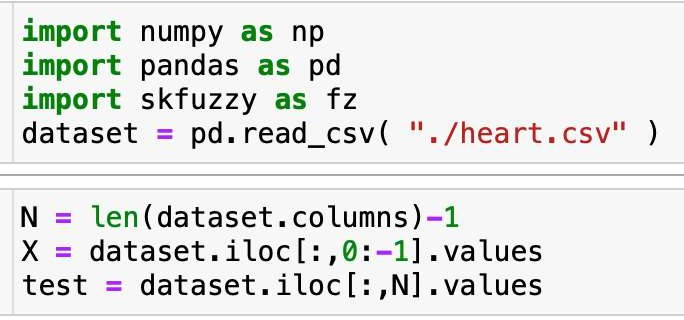 import numpy as np
import pandas as pd
import skfuzzy as fz
dataset = pd.read_csv( "./heart.csv" )
N = len(dataset.columns)-1
X = dataset.iloc[:,0:-1].values
test = dataset.iloc[:,N].values